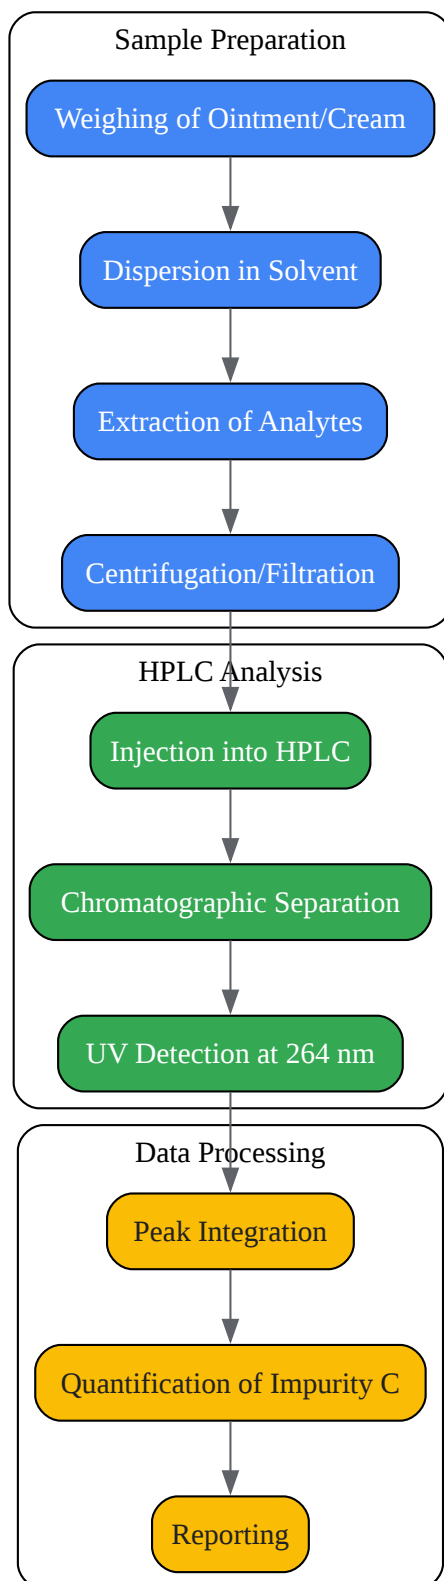 Sample Preparation
Weighing of Ointment/Cream
Dispersion in Solvent
Extraction of Analytes
Centrifugation/Filtration
HPLC Analysis
Injection into HPLC
Chromatographic Separation
UV Detection at 264 nm
Data Processing
Peak Integration
Quantification of Impurity C
Reporting